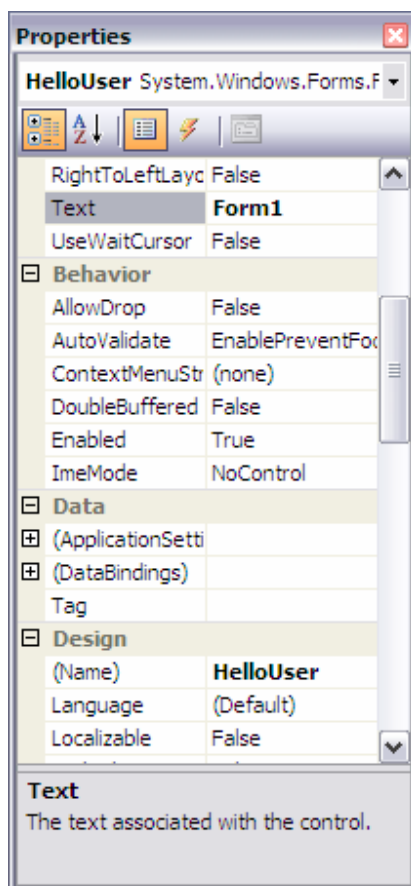 Properties
HelloUser System.Windows.Forms.F
RightToLeftLayo False
Text Form1
UseWaitCursor False
Behavior
AllowDrop False
AutoValidate EnablePreventFoc
ContextMenuStr (none)
DoubleBuffered False
Enabled True
ImeMode NoControl
Data
(ApplicationSetti
(DataBindings)
Tag
Design
(Name) HelloUser
Language (Default)
Localizable False
Text
The text associated with the control.